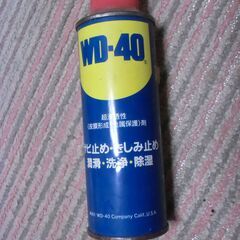 WD-40
超浸透性
《皮膜形成・金属保護》剤
サビ止め・きしみ止め
潤滑・洗浄・除湿
WD-40 Company Calif., U.S.A.